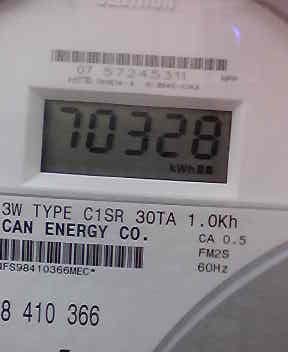 07 57245311
70328
kWh
3W TYPE C1SR 30TA 1.0Kh
CAN ENERGY CO.
CA 0.5
FM2S
NFS98410366MEC*
60Hz
8 410 366